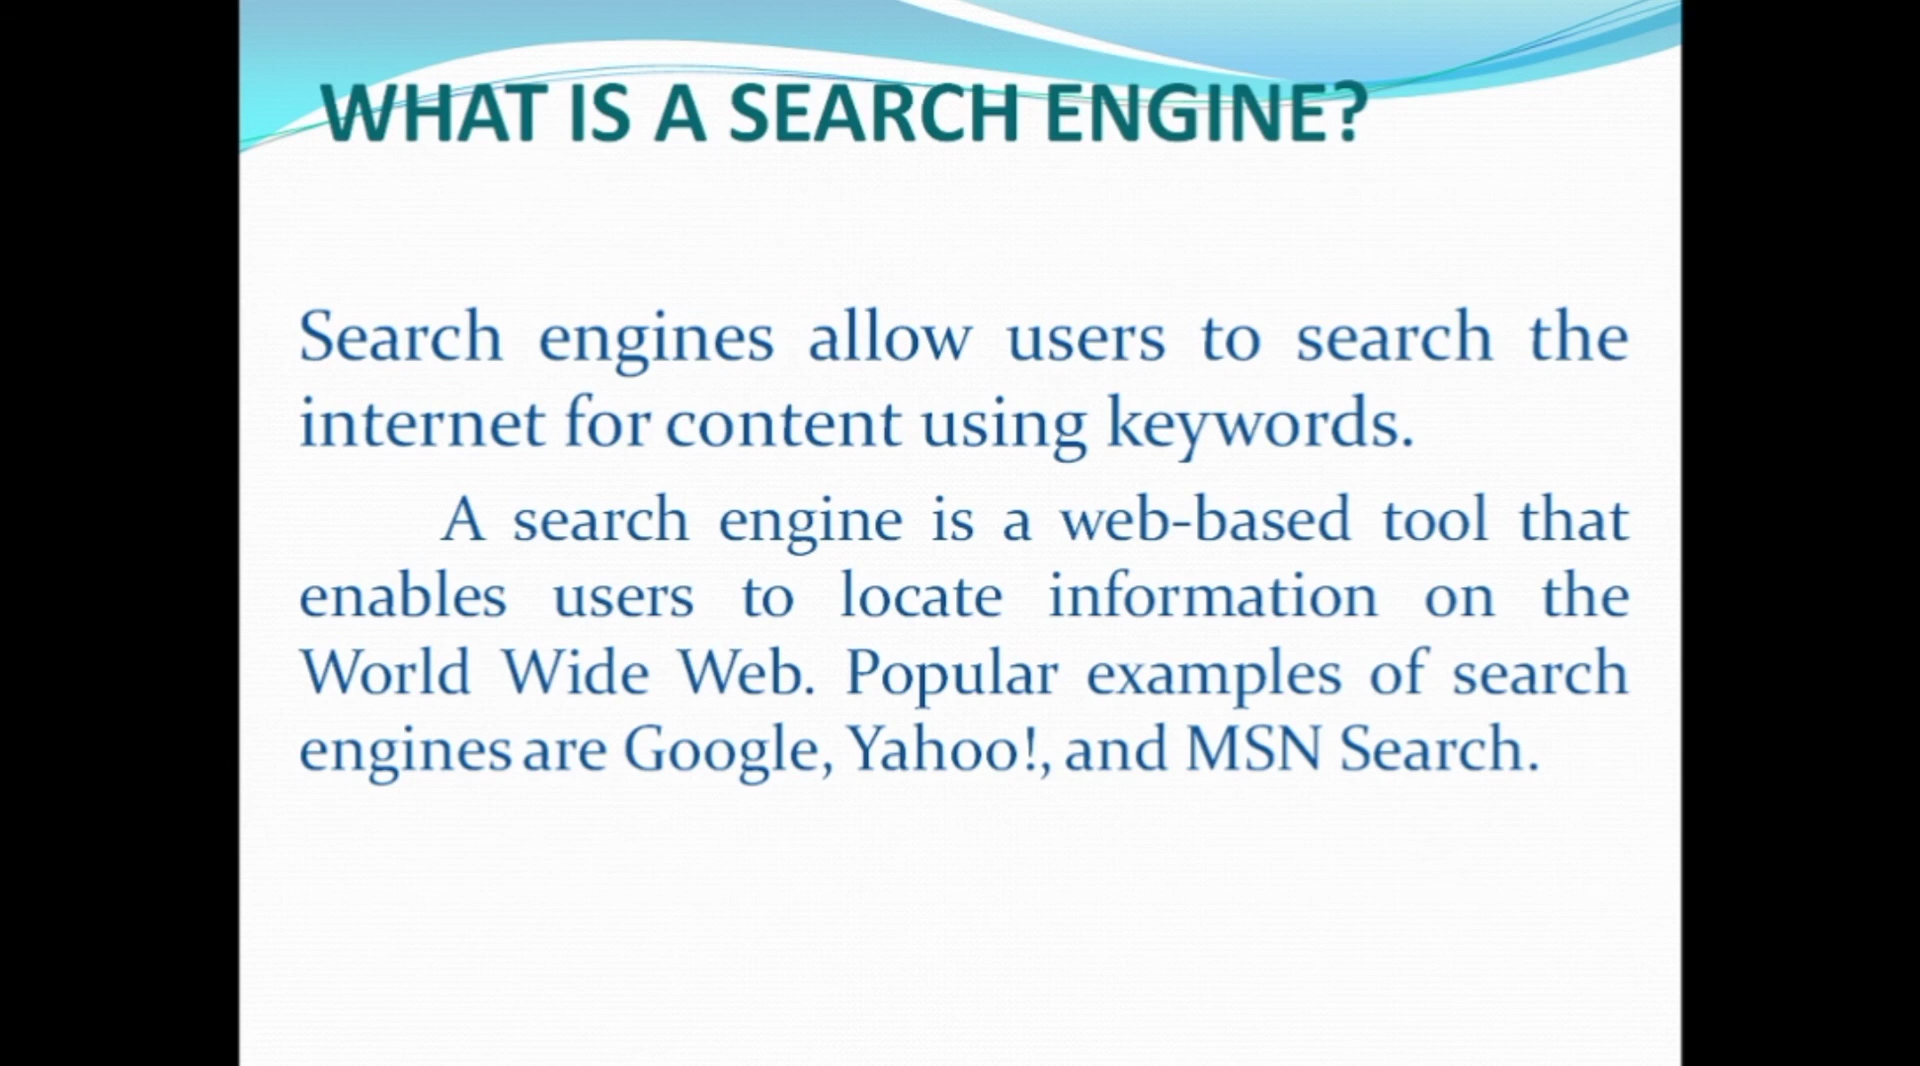 WHAT IS A SEARCH ENGINE?
Search engines allow users to search the
internet for content using keywords.
A search engine is a web-based tool that
enables users to locate information on the
World Wide Web. Popular examples of search
engines are Google, Yahoo!, and MSN Search.